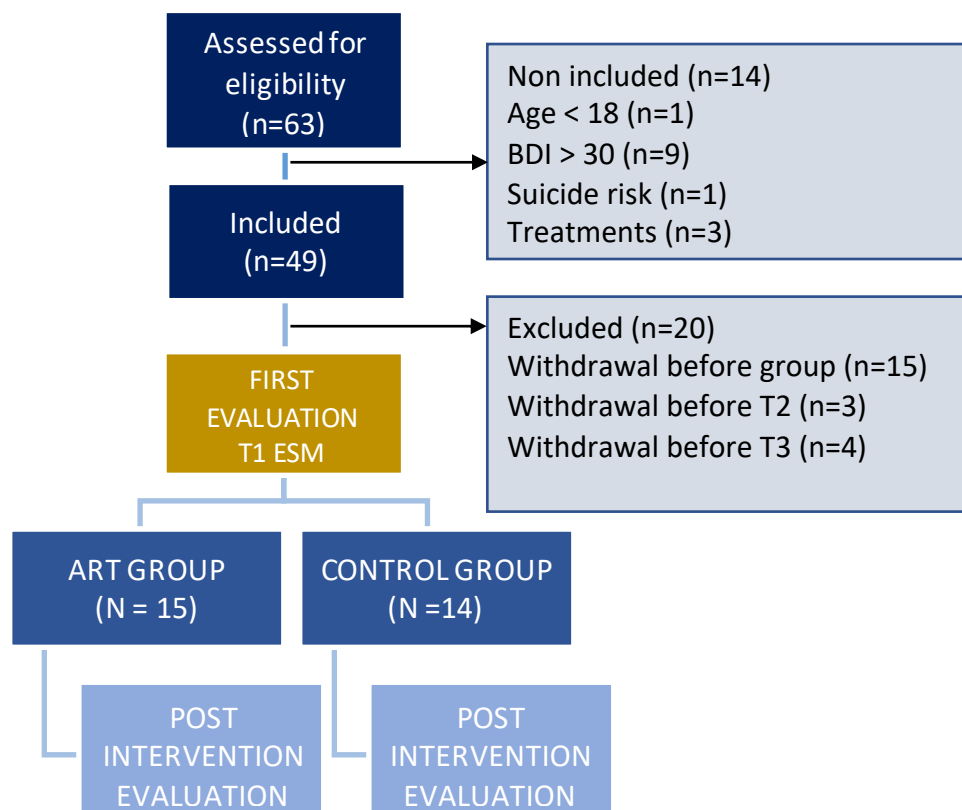 Assessed for
eligibility
(n=63)
Non included (n=14)
Age < 18 (n=1)
BDI > 30 (n=9)
Suicide risk (n=1)
Treatments (n=3)
Included
(n=49)
Excluded (n=20)
Withdrawal before group (n=15)
Withdrawal before T2 (n=3)
Withdrawal before T3 (n=4)
FIRST
EVALUATION
T1 ESM
ART GROUP
(N = 15)
CONTROL GROUP
(N =14)
POST
INTERVENTION
EVALUATION
POST
INTERVENTION
EVALUATION